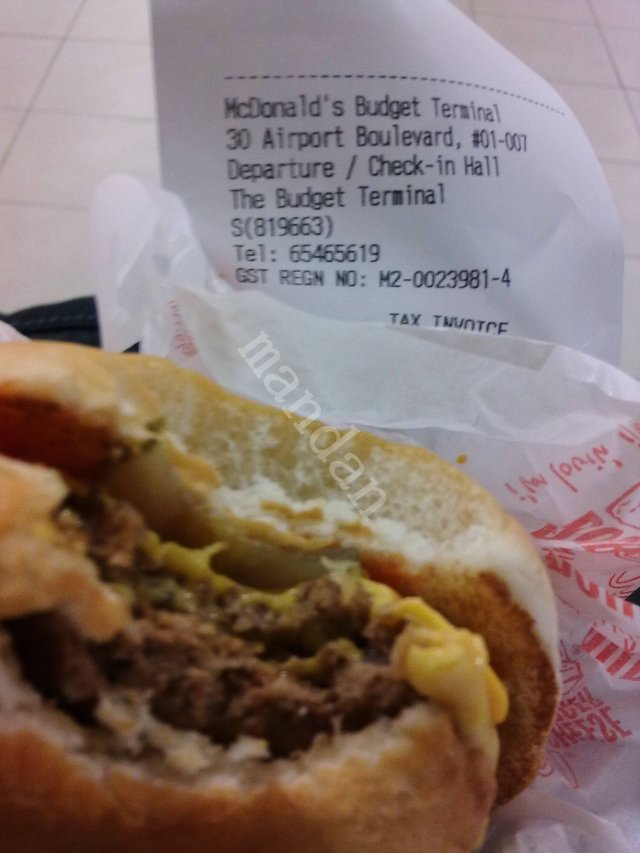 McDonald's Budget Terminal
30 Airport Boulevard, #01-007
Departure / Check-in Hall
The Budget Terminal
S(819663)
Tel: 65465619
GST REGN NO: M2-0023981-4
TAX INVOICE
mandan